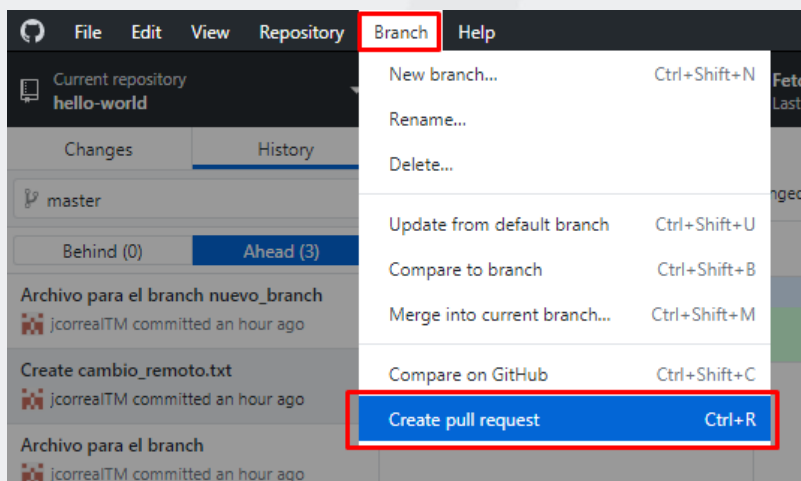 File Edit View Repository Branch Help
Current repository
hello-world
Changes History
master
Behind (0) Ahead (3)
Archivo para el branch nuevo_branch
jcorrealTM committed an hour ago
Create cambio_remoto.txt
jcorrealTM committed an hour ago
Archivo para el branch
jcorrealTM committed an hour ago
New branch... Ctrl+Shift+N
Rename...
Delete...
Update from default branch Ctrl+Shift+U
Compare to branch Ctrl+Shift+B
Merge into current branch... Ctrl+Shift+M
Compare on GitHub Ctrl+Shift+C
Create pull request Ctrl+R
Last